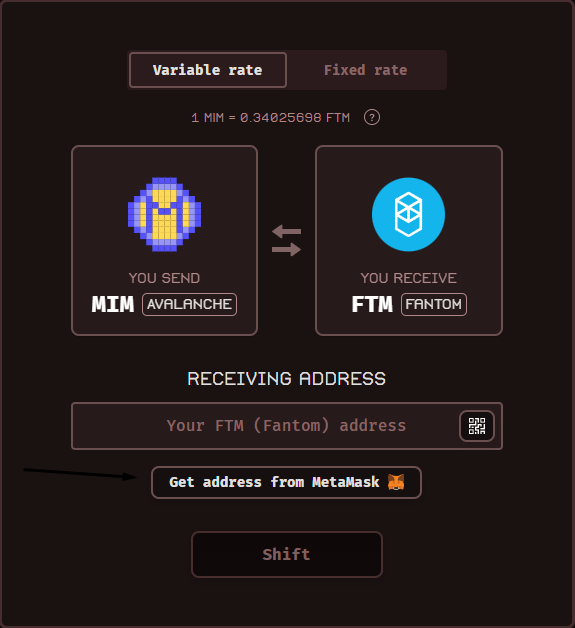 Variable rate Fixed rate
1 MIM = 0.34025698 FTM ?
YOU SEND
MIM AVALANCHE
YOU RECEIVE
FTM FANTOM
RECEIVING ADDRESS
Your FTM (Fantom) address
Get address from MetaMask
Shift